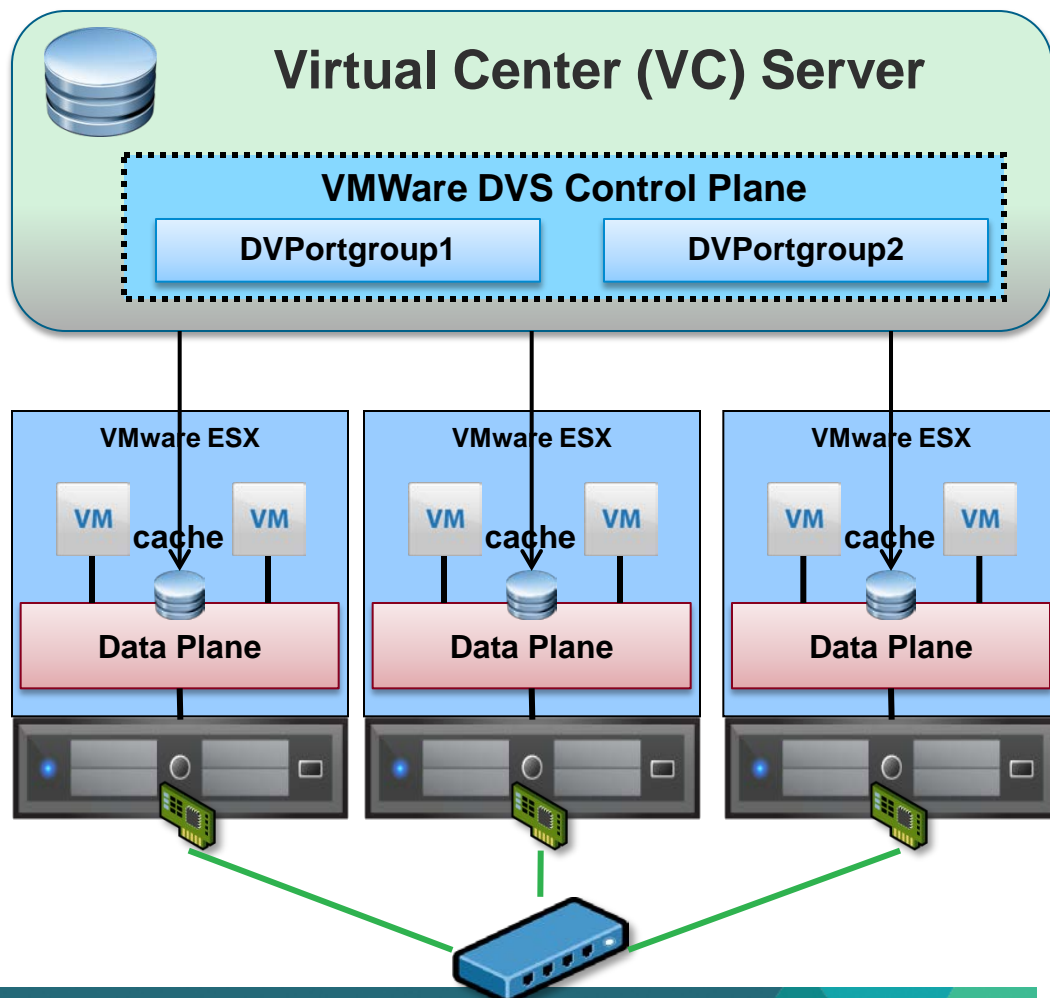 Virtual Center (VC) Server
VMWare DVS Control Plane
DVPortgroup1
DVPortgroup2
VMware ESX
VM
cache
VM
Data Plane
VMware ESX
VM
cache
VM
Data Plane
VMware ESX
VM
cache
VM
Data Plane